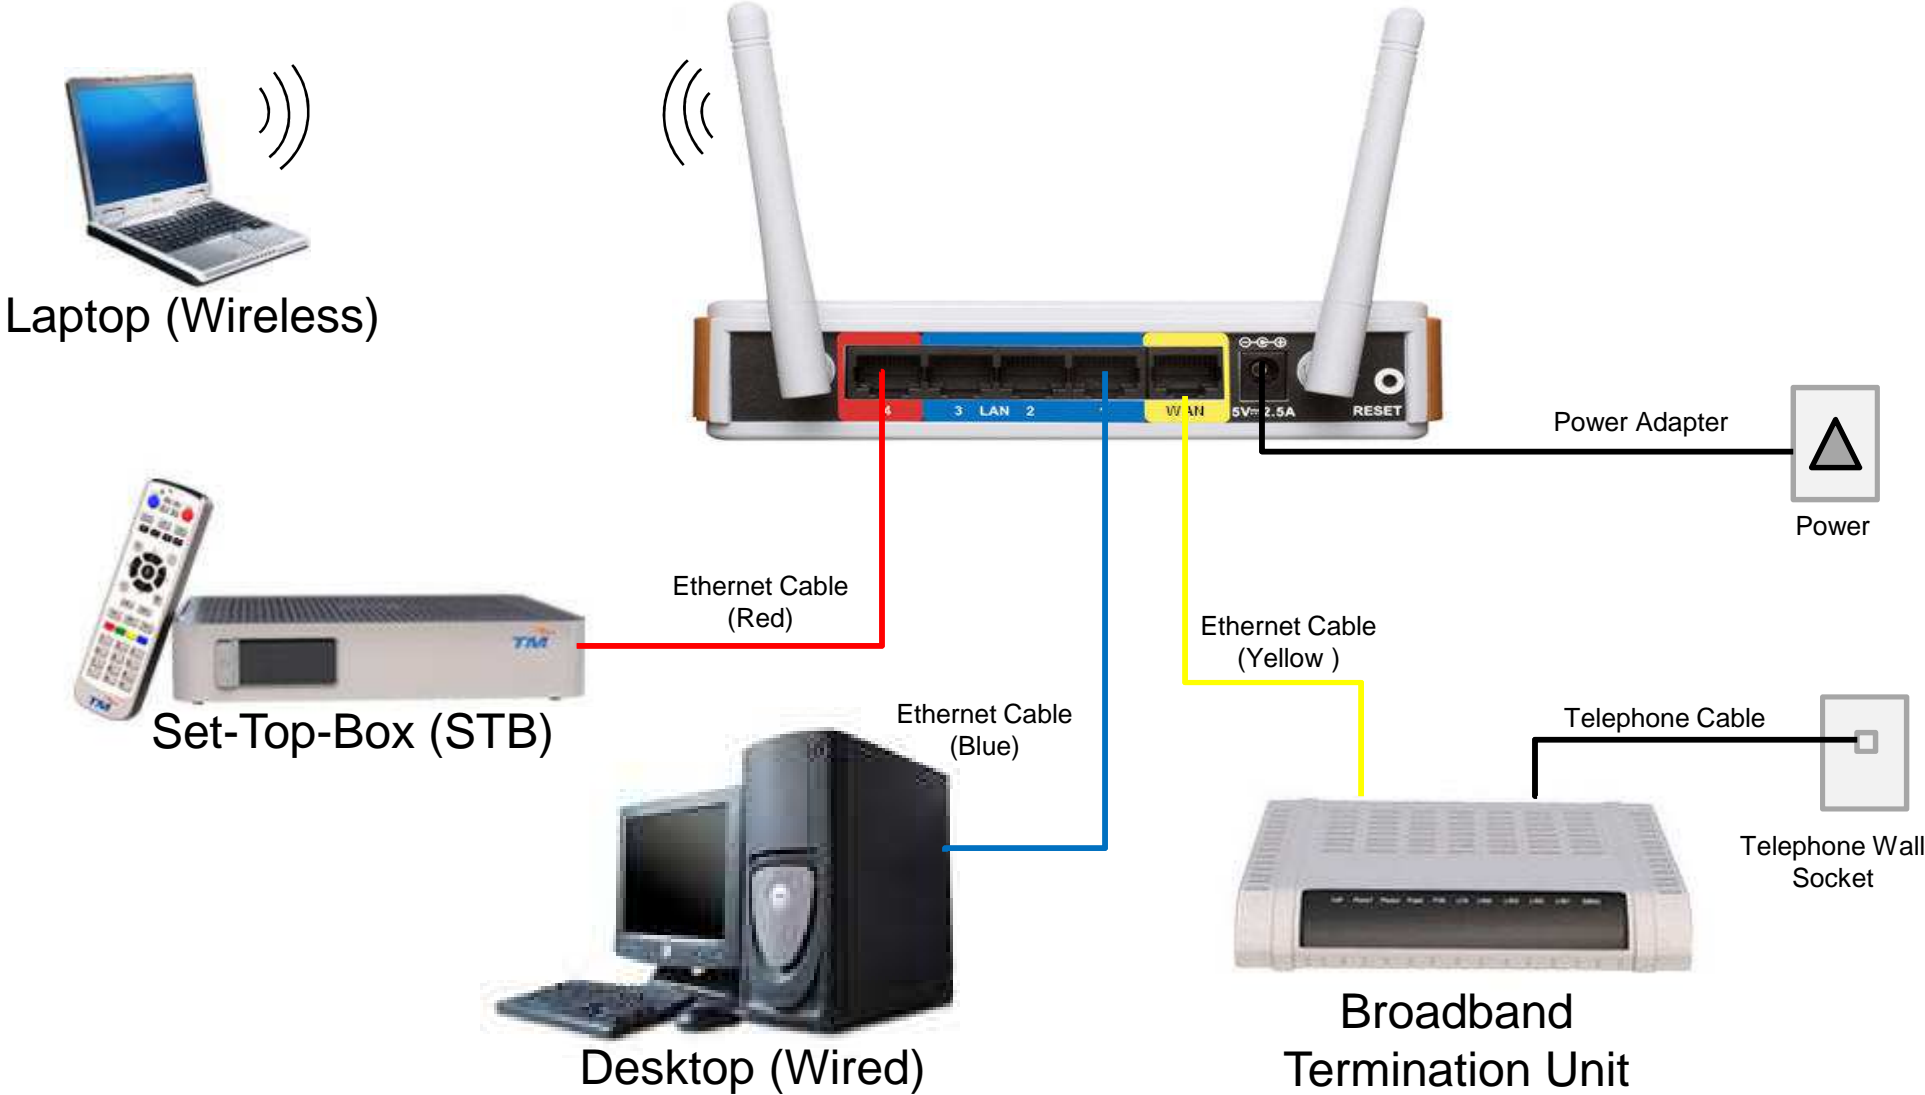 Laptop (Wireless)
4
3 LAN 2
1
WAN
5V⎓2.5A
RESET
Power Adapter
Power
Ethernet Cable
(Red)
TM
TM
Set-Top-Box (STB)
Ethernet Cable
(Blue)
Ethernet Cable
(Yellow )
Telephone Cable
Telephone Wall
Socket
Desktop (Wired)
Broadband
Termination Unit